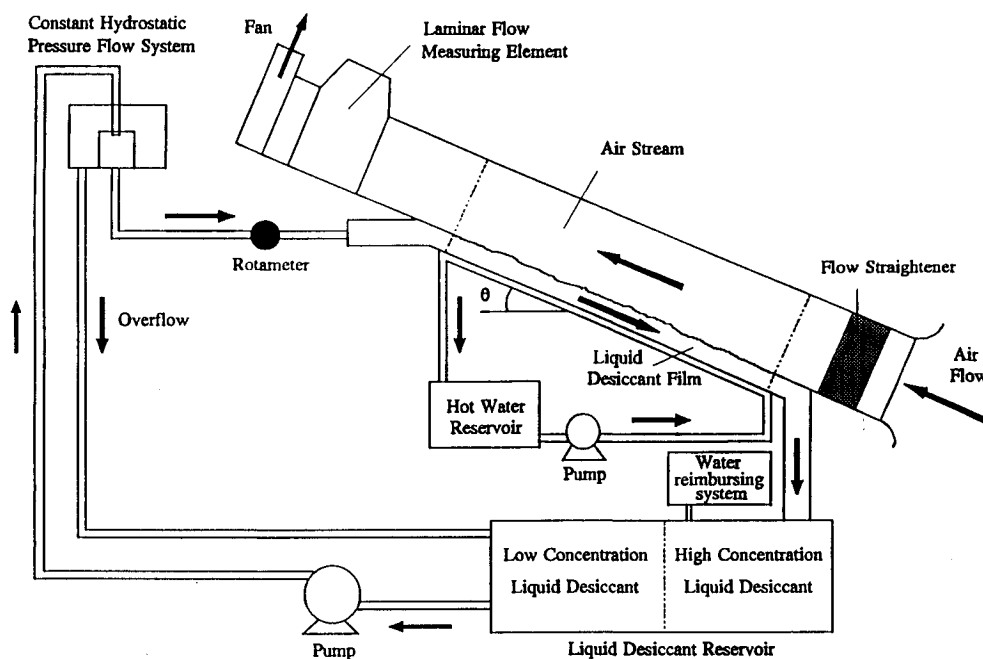 Constant Hydrostatic
Pressure Flow System
Fan
Laminar Flow
Measuring Element
Air Stream
Flow Straightener
Rotameter
θ
Overflow
Liquid
Desiccant Film
Air
Flow
Hot Water
Reservoir
Pump
Water
reimbursing
system
Low Concentration
Liquid Desiccant
High Concentration
Liquid Desiccant
Pump
Liquid Desiccant Reservoir